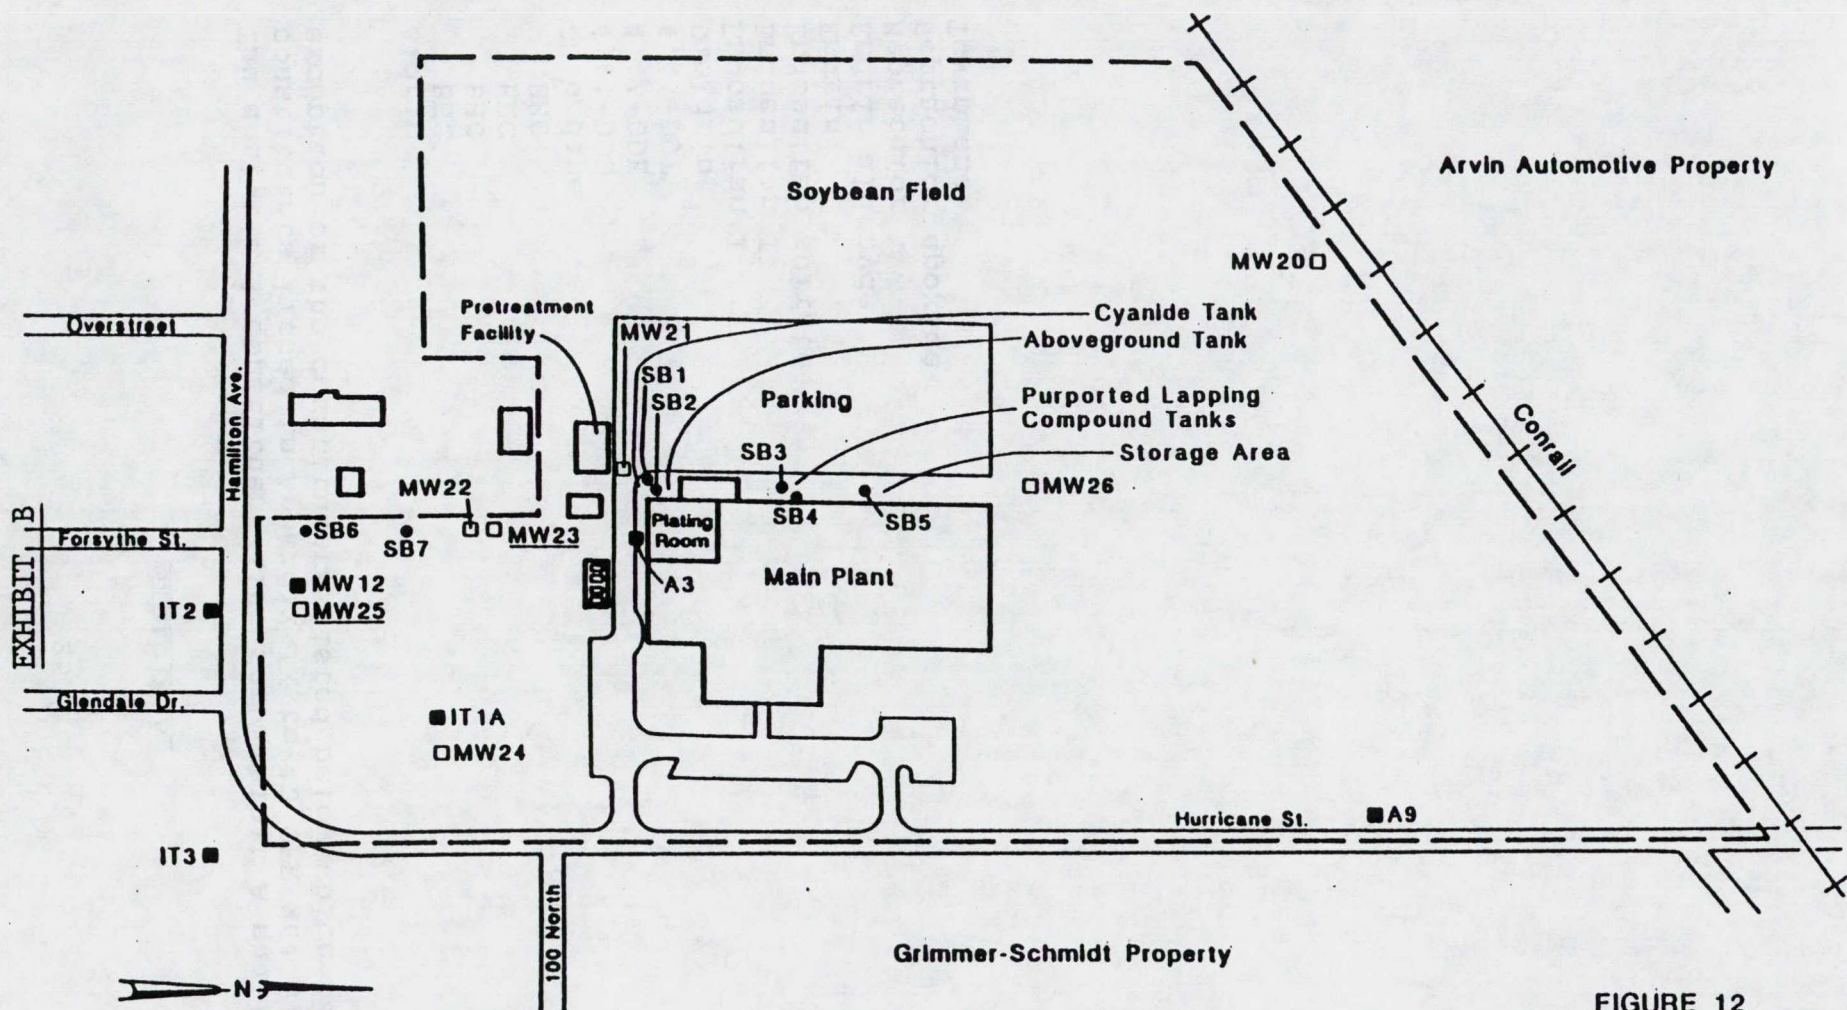 Soybean Field
Arvin Automotive Property
MW20
Conrail
Overstreet
Pretreatment
Facility
MW21
Cyanide Tank
Aboveground Tank
SB1
SB2
Parking
Purported Lapping
Compound Tanks
SB3
Storage Area
Hamilton Ave.
MW22
MW26
SB4
SB5
EXHIBIT B
Forsythe St.
SB6
SB7
MW23
Plating
Room
Main Plant
A3
MW12
IT2
MW25
Glendale Dr.
IT1A
MW24
Hurricane St.
A9
IT3
100 North
Grimmer-Schmidt Property
N
FIGURE 12